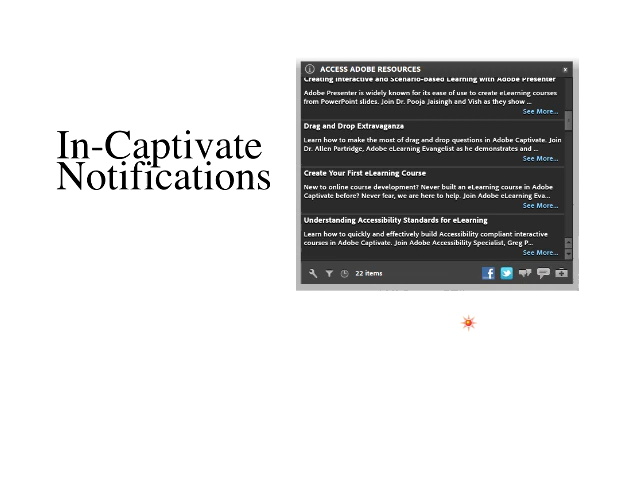 In-Captivate
Notifications
ACCESS ADOBE RESOURCES
Creating Interactive and Scenario-Based Learning with Adobe Presenter
Adobe Presenter is widely known for its ease of use to create eLearning courses
from PowerPoint slides. Join Dr. Pooja Jaisingh and Vish as they show ...
See More...
Drag and Drop Extravaganza
Learn how to make the most of drag and drop questions in Adobe Captivate. Join
Dr. Allen Partridge, Adobe eLearning Evangelist as he demonstrates and ...
See More...
Create Your First eLearning Course
New to online course development? Never built an eLearning course in Adobe
Captivate before? Never fear, we are here to help. Join Adobe eLearning Eva...
See More...
Understanding Accessibility Standards for eLearning
Learn how to quickly and effectively build Accessibility compliant interactive
courses in Adobe Captivate. Join Adobe Accessibility Specialist, Greg P...
See More...
22 items